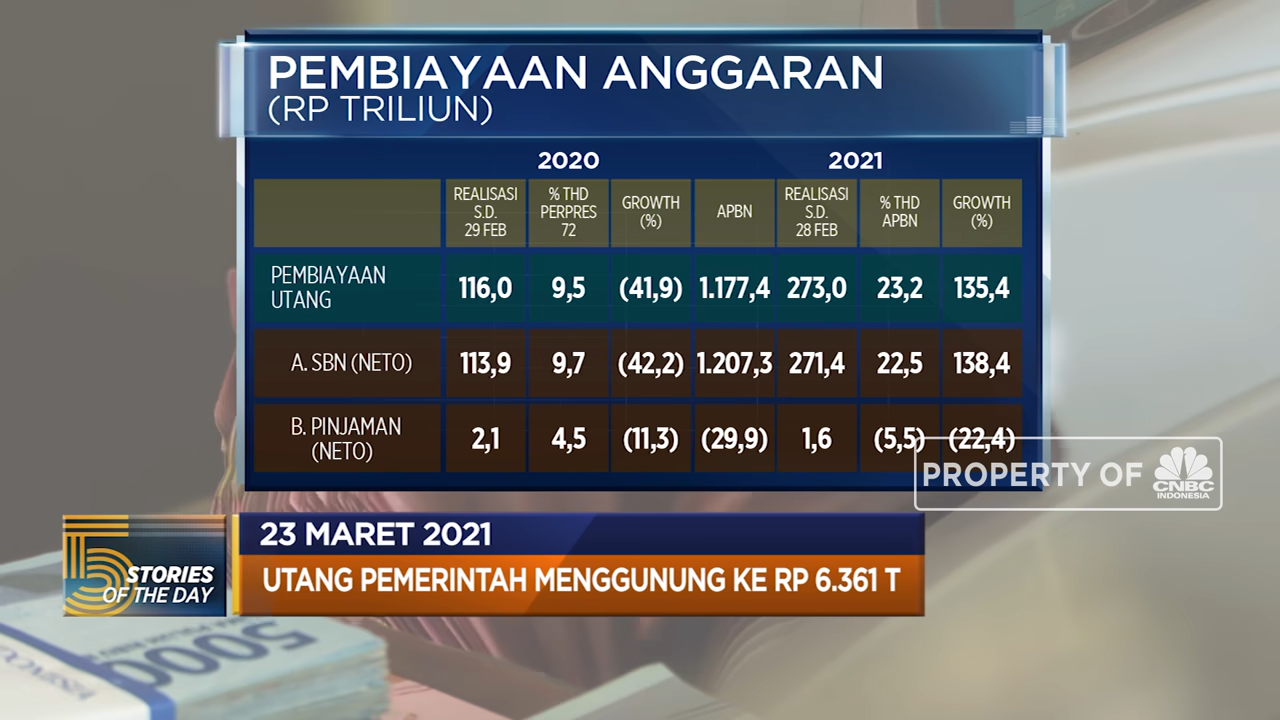 PEMBIAYAAN ANGGARAN
(RP TRILIUN)
2020 2021
REALISASI S.D. 29 FEB % THD PERPRES 72 GROWTH (%) APBN REALISASI S.D. 28 FEB % THD APBN GROWTH (%)
PEMBIAYAAN UTANG 116,0 9,5 (41,9) 1.177,4 273,0 23,2 135,4
A. SBN (NETO) 113,9 9,7 (42,2) 1.207,3 271,4 22,5 138,4
B. PINJAMAN (NETO) 2,1 4,5 (11,3) (29,9) 1,6 (5,5) (22,4)
PROPERTY OF CNBC INDONESIA
5 STORIES OF THE DAY
23 MARET 2021
UTANG PEMERINTAH MENGGUNUNG KE RP 6.361 T
5000